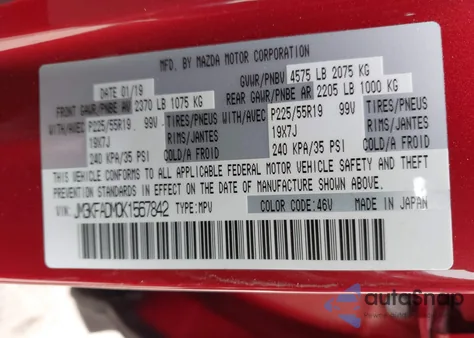 MFD. BY MAZDA MOTOR CORPORATION
DATE 01/19 GVWR/PNBV 4575 LB 2075 KG
FRONT GAWR/PNBE AV 2370 LB 1075 KG REAR GAWR/PNBE AR 2205 LB 1000 KG
WITH/AVEC P225/55R19 99V TIRES/PNEUS WITH/AVEC P225/55R19 99V TIRES/PNEUS
19X7J RIMS/JANTES 19X7J RIMS/JANTES
240 KPA/35 PSI COLD/A FROID 240 KPA/35 PSI COLD/A FROID
THIS VEHICLE CONFORMS TO ALL APPLICABLE FEDERAL MOTOR VEHICLE SAFETY AND THEFT
PREVENTION STANDARDS IN EFFECT ON THE DATE OF MANUFACTURE SHOWN ABOVE.
VIN: JM3KFADM0K1567842 TYPE:MPV COLOR CODE:46V MADE IN JAPAN
autoSnap